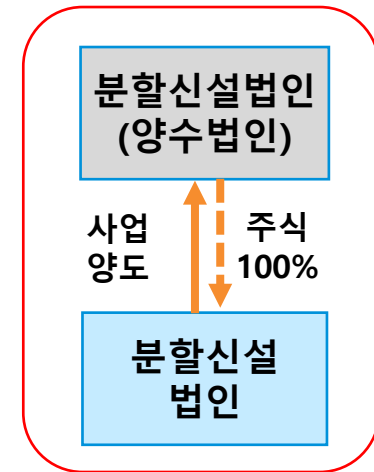 분할신설법인
(양수법인)
사업
양도
주식
100%
분할신설
법인